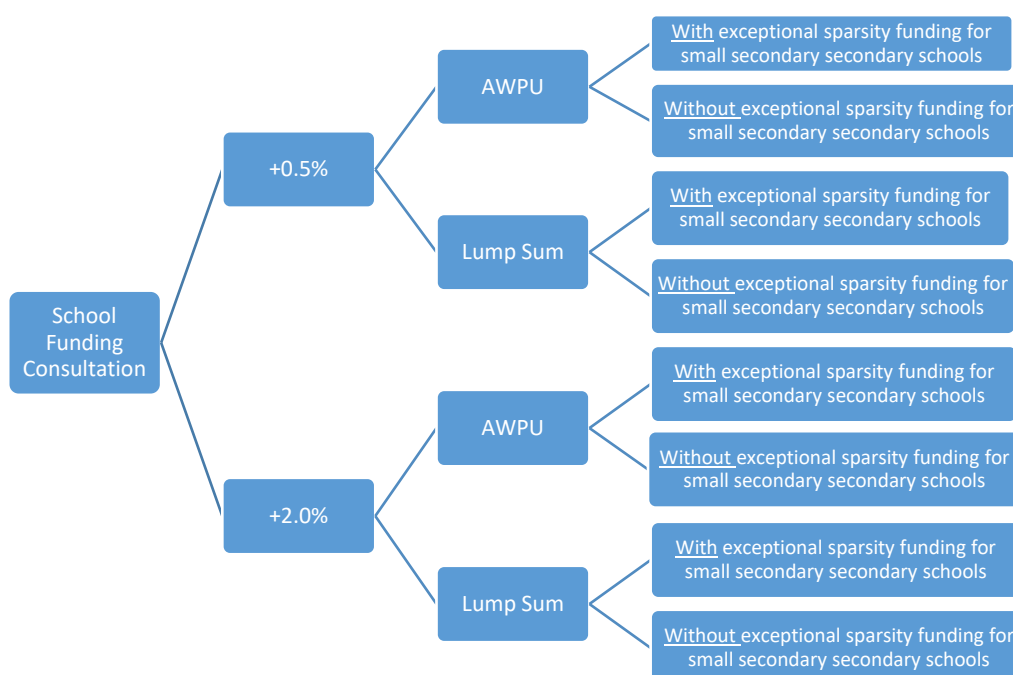 School
Funding
Consultation
+0.5%
AWPU
With exceptional sparsity funding for
small secondary secondary schools
Without exceptional sparsity funding for
small secondary secondary schools
Lump Sum
With exceptional sparsity funding for
small secondary secondary schools
Without exceptional sparsity funding for
small secondary secondary schools
+2.0%
AWPU
With exceptional sparsity funding for
small secondary secondary schools
Without exceptional sparsity funding for
small secondary secondary schools
Lump Sum
With exceptional sparsity funding for
small secondary secondary schools
Without exceptional sparsity funding for
small secondary secondary schools